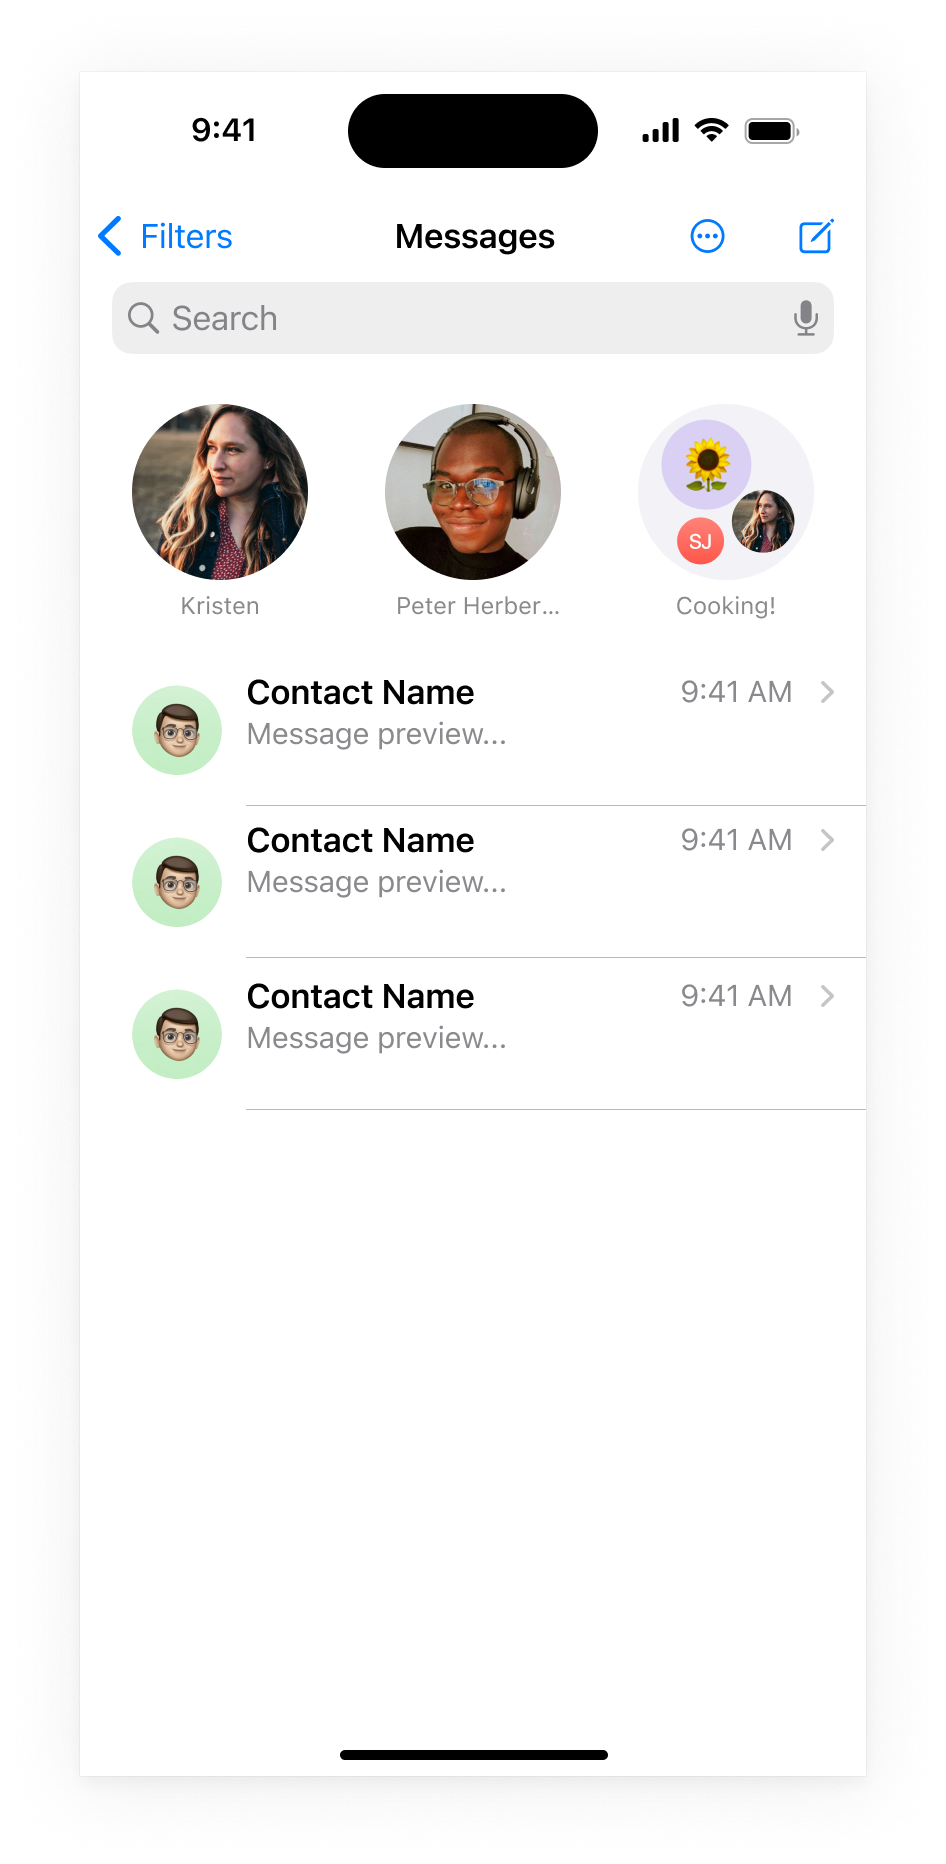 9:41
Filters Messages
Search
SJ
Kristen Peter Herber... Cooking!
Contact Name 9:41 AM
Message preview...
Contact Name 9:41 AM
Message preview...
Contact Name 9:41 AM
Message preview...